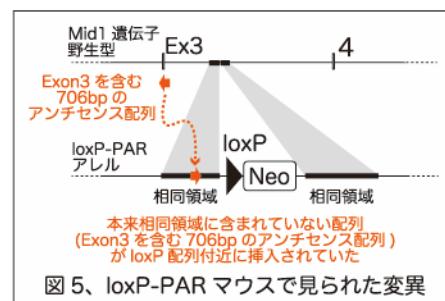 Mid1 遺伝子
野生型
Ex3
4
Exon3を含む
706bp の
アンチセンス配列
loxP-PAR
アレル
loxP
Neo
相同領域
相同領域
本来相同領域に含まれていない配列
(Exon3 を含む 706bp のアンチセンス配列 )
が loxP 配列付近に挿入されていた
図 5、loxP-PAR マウスで見られた変異